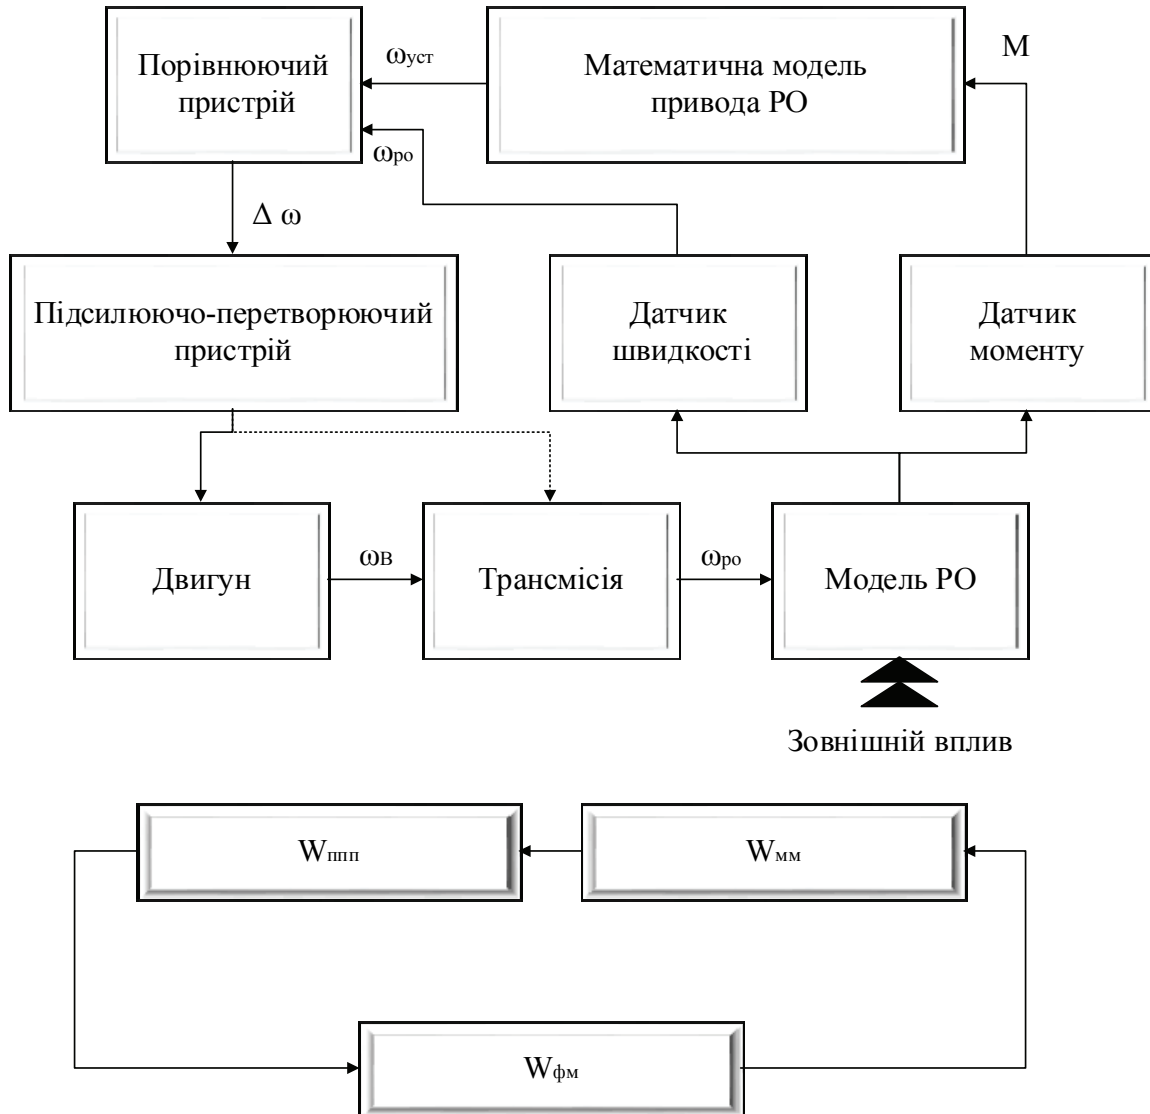 Порівнюючий
пристрій
ωуст
Математична модель
привода РО
М
ωро
Δ ω
Підсилюючо-перетворюючий
пристрій
Датчик
швидкості
Датчик
моменту
Двигун
ωВ
Трансмісія
ωро
Модель РО
Зовнішній вплив
Wппп
Wмм
Wфм